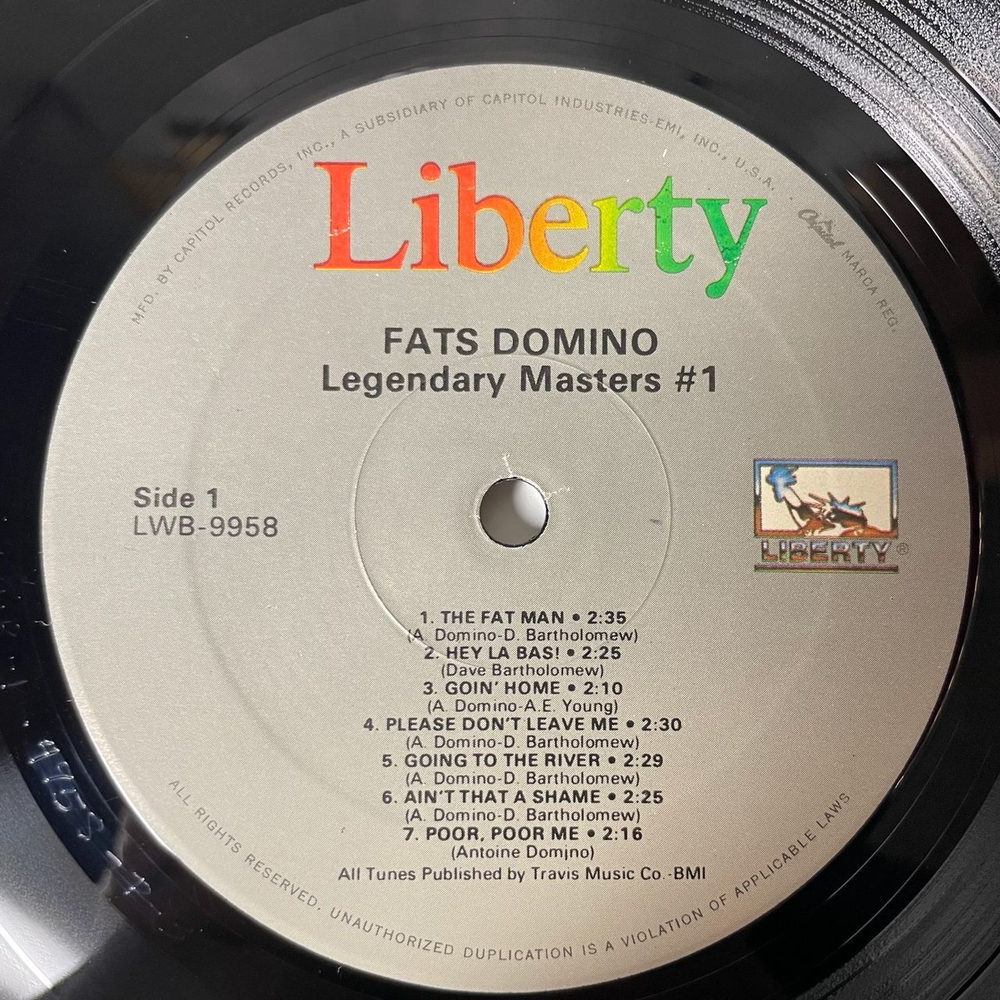 MFD. BY CAPITOL RECORDS, INC., A SUBSIDIARY OF CAPITOL INDUSTRIES-EMI, INC., U.S.A.
Capitol MARCA REG.
Liberty
FATS DOMINO
Legendary Masters #1
Side 1
LWB-9958
LIBERTY®
1. THE FAT MAN • 2:35
(A. Domino-D. Bartholomew)
2. HEY LA BAS! • 2:25
(Dave Bartholomew)
3. GOIN' HOME • 2:10
(A. Domino-A.E. Young)
4. PLEASE DON'T LEAVE ME • 2:30
(A. Domino-D. Bartholomew)
5. GOING TO THE RIVER • 2:29
(A. Domino-D. Bartholomew)
6. AIN'T THAT A SHAME • 2:25
(A. Domino-D. Bartholomew)
7. POOR, POOR ME • 2:16
(Antoine Domino)
All Tunes Published by Travis Music Co.-BMI
ALL RIGHTS RESERVED. UNAUTHORIZED DUPLICATION IS A VIOLATION OF APPLICABLE LAWS